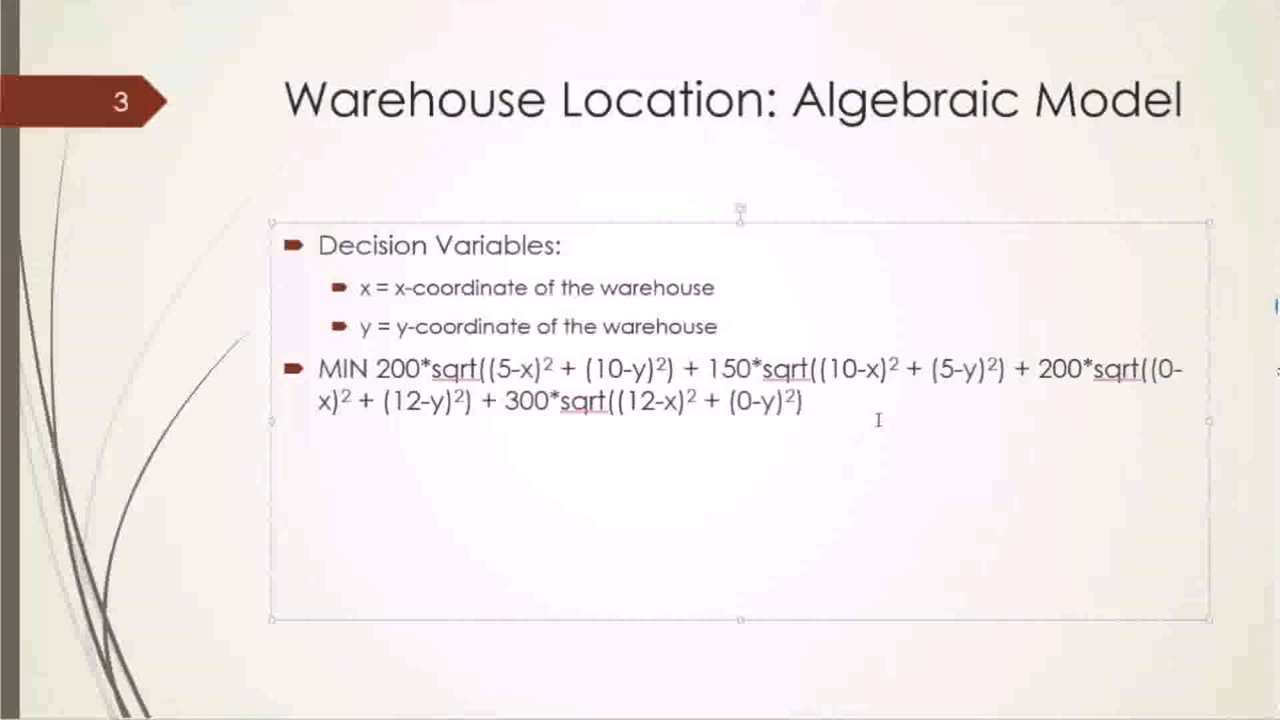 3
Warehouse Location: Algebraic Model
Decision Variables:
x = x-coordinate of the warehouse
y = y-coordinate of the warehouse
MIN 200*sqrt((5-x)² + (10-y)²) + 150*sqrt((10-x)² + (5-y)²) + 200*sqrt((0-
x)² + (12-y)²) + 300*sqrt((12-x)² + (0-y)²)